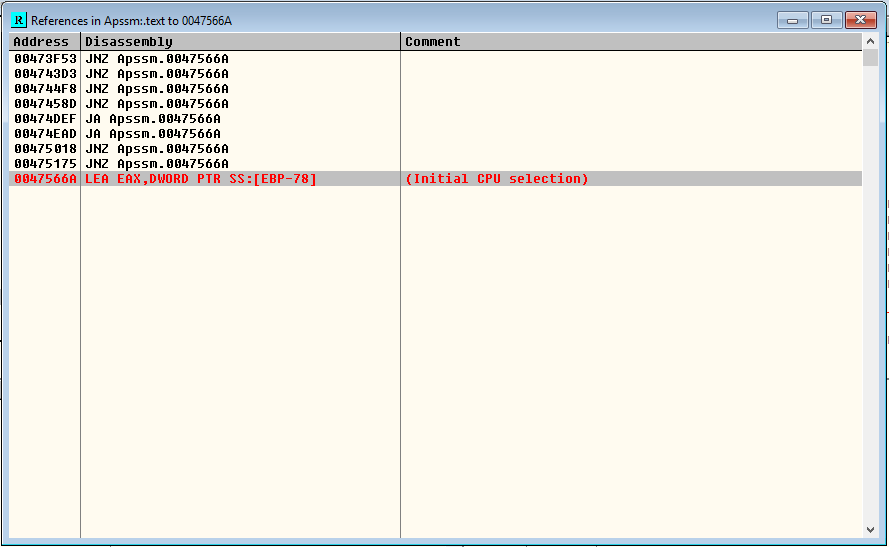 R References in Apssm:.text to 0047566A
Address Disassembly Comment
00473F53 JNZ Apssm.0047566A
004743D3 JNZ Apssm.0047566A
004744F8 JNZ Apssm.0047566A
0047458D JNZ Apssm.0047566A
00474DEF JA Apssm.0047566A
00474EAD JA Apssm.0047566A
00475018 JNZ Apssm.0047566A
00475175 JNZ Apssm.0047566A
0047566A LEA EAX,DWORD PTR SS:[EBP-78] (Initial CPU selection)